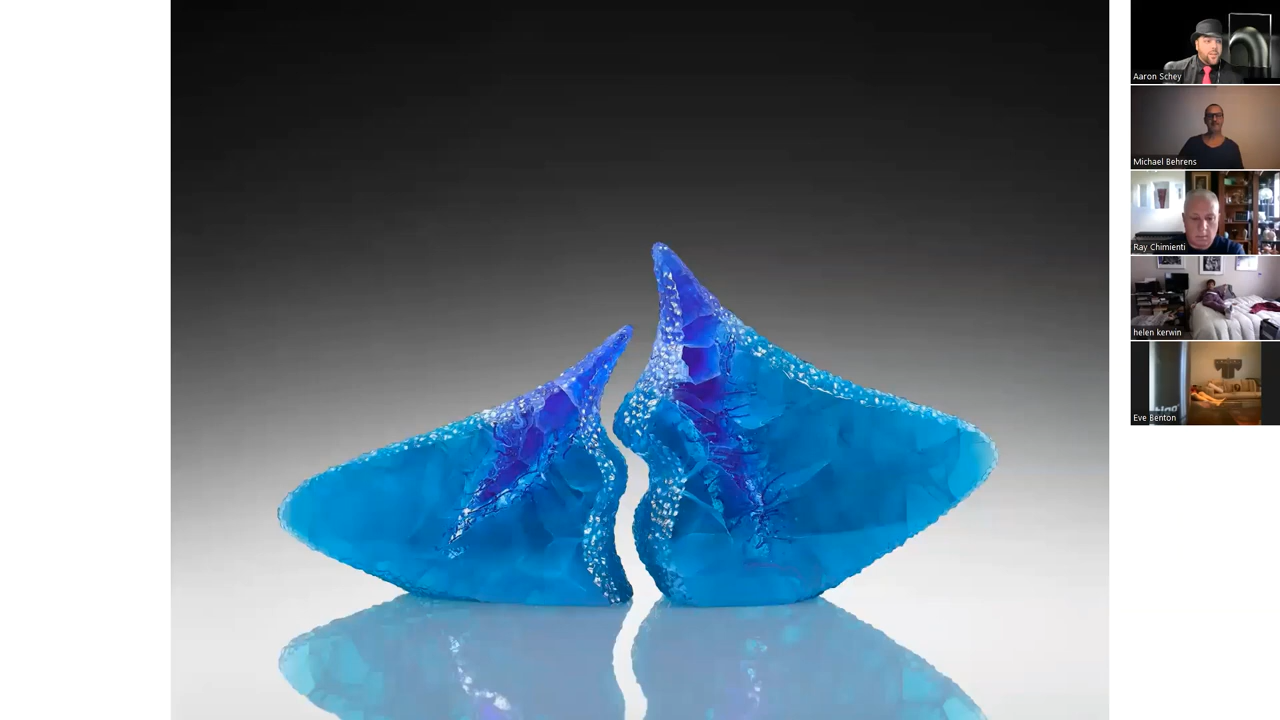 Aaron Schey
Michael Behrens
Ray Chimienti
helen kerwin
Eve Benton